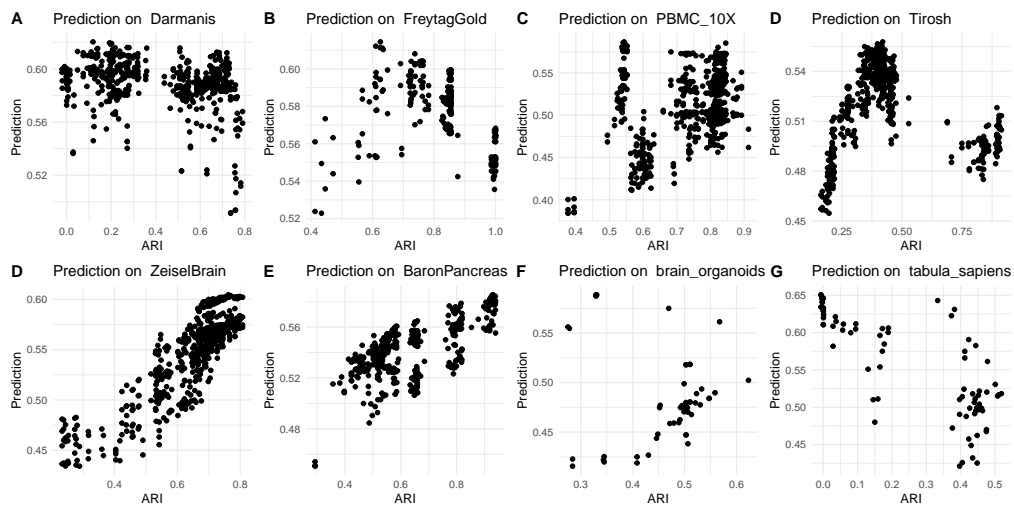 A Prediction on Darmanis
B Prediction on FreytagGold
C Prediction on PBMC_10X
D Prediction on Tirosh
Prediction
0.60
0.56
0.52
0.0 0.2 0.4 0.6 0.8
ARI
Prediction
0.62
0.60
0.58
0.56
0.54
0.52
0.4 0.6 0.8 1.0
ARI
Prediction
0.55
0.50
0.45
0.40
0.4 0.5 0.6 0.7 0.8 0.9
ARI
Prediction
0.54
0.51
0.48
0.45
0.25 0.50 0.75
ARI
D Prediction on ZeiselBrain
E Prediction on BaronPancreas
F Prediction on brain_organoids
G Prediction on tabula_sapiens
Prediction
0.60
0.55
0.50
0.45
0.4 0.6 0.8
ARI
Prediction
0.56
0.52
0.48
0.4 0.6 0.8
ARI
Prediction
0.55
0.50
0.45
0.3 0.4 0.5 0.6
ARI
Prediction
0.65
0.60
0.55
0.50
0.45
0.0 0.1 0.2 0.3 0.4 0.5
ARI